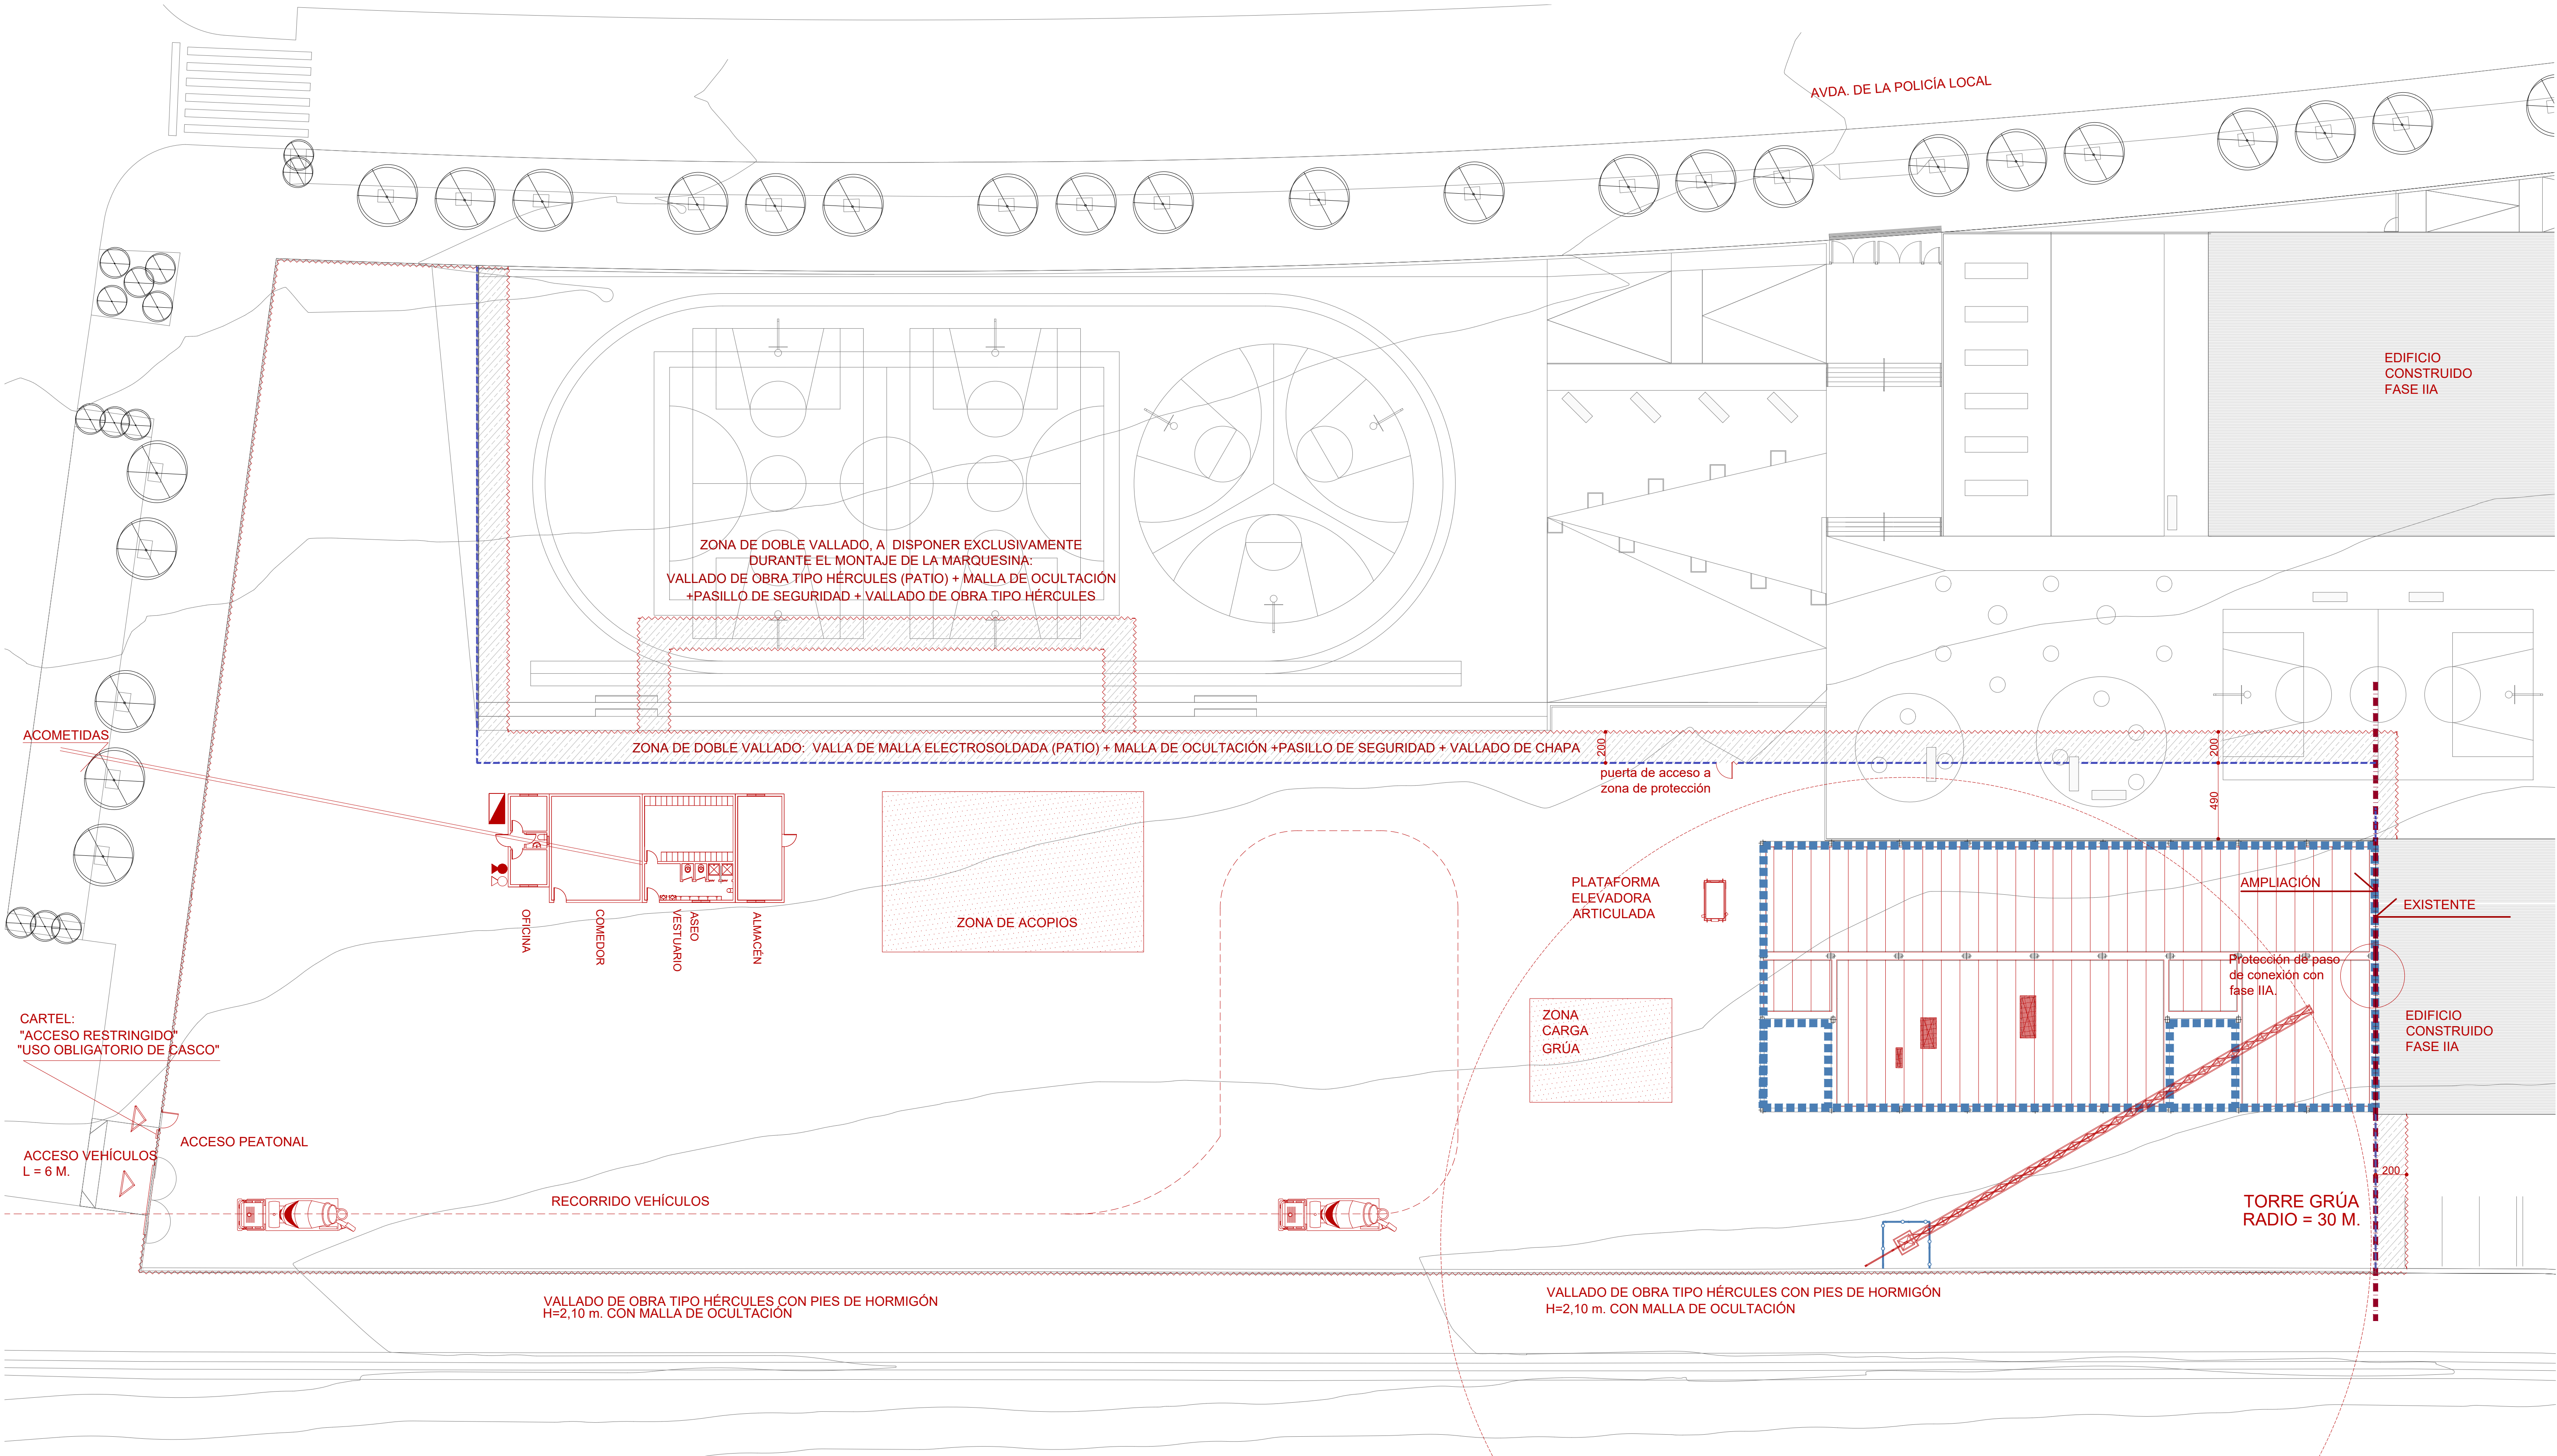 AVDA. DE LA POLICÍA LOCAL
EDIFICIO
CONSTRUIDO
FASE IIA
ZONA DE DOBLE VALLADO, A DISPONER EXCLUSIVAMENTE
DURANTE EL MONTAJE DE LA MARQUESINA:
VALLADO DE OBRA TIPO HÉRCULES (PATIO) + MALLA DE OCULTACIÓN
+PASILLO DE SEGURIDAD + VALLADO DE OBRA TIPO HÉRCULES
ACOMETIDAS
ZONA DE DOBLE VALLADO: VALLA DE MALLA ELECTROSOLDADA (PATIO) + MALLA DE OCULTACIÓN +PASILLO DE SEGURIDAD + VALLADO DE CHAPA
200
200
puerta de acceso a
zona de protección
490
OFICINA
COMEDOR
ASEO
VESTUARIO
ALMACÉN
ZONA DE ACOPIOS
PLATAFORMA
ELEVADORA
ARTICULADA
AMPLIACIÓN
EXISTENTE
Protección de paso
de conexión con
fase IIA.
ZONA
CARGA
GRÚA
EDIFICIO
CONSTRUIDO
FASE IIA
CARTEL:
"ACCESO RESTRINGIDO"
"USO OBLIGATORIO DE CASCO"
ACCESO PEATONAL
ACCESO VEHÍCULOS
L = 6 M.
RECORRIDO VEHÍCULOS
200
TORRE GRÚA
RADIO = 30 M.
VALLADO DE OBRA TIPO HÉRCULES CON PIES DE HORMIGÓN
H=2,10 m. CON MALLA DE OCULTACIÓN
VALLADO DE OBRA TIPO HÉRCULES CON PIES DE HORMIGÓN
H=2,10 m. CON MALLA DE OCULTACIÓN